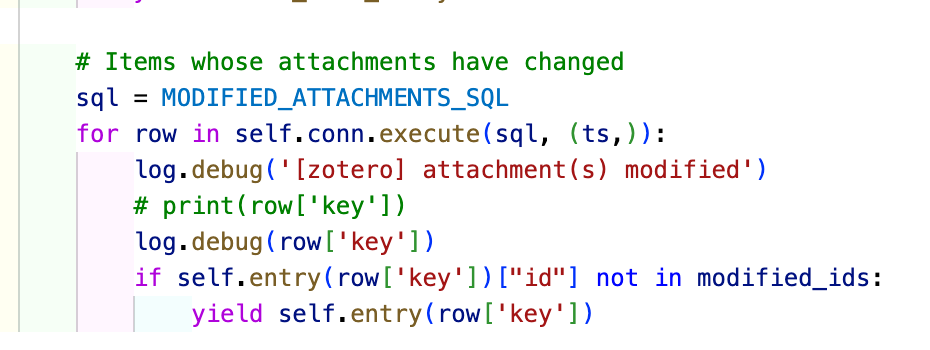 # Items whose attachments have changed
sql = MODIFIED_ATTACHMENTS_SQL
for row in self.conn.execute(sql, (ts,)):
log.debug('[zotero] attachment(s) modified')
# print(row['key'])
log.debug(row['key'])
if self.entry(row['key'])["id"] not in modified_ids:
yield self.entry(row['key'])